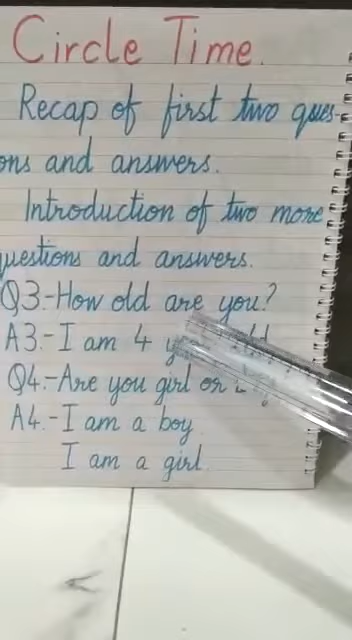 Circle Time.
Recap of first two ques-
ons and answers.
Introduction of two more
uestions and answers.
Q3.-How old are you?
A3.-I am 4
Q4.-Are you girl or
A4.-I am a boy
I am a girl.